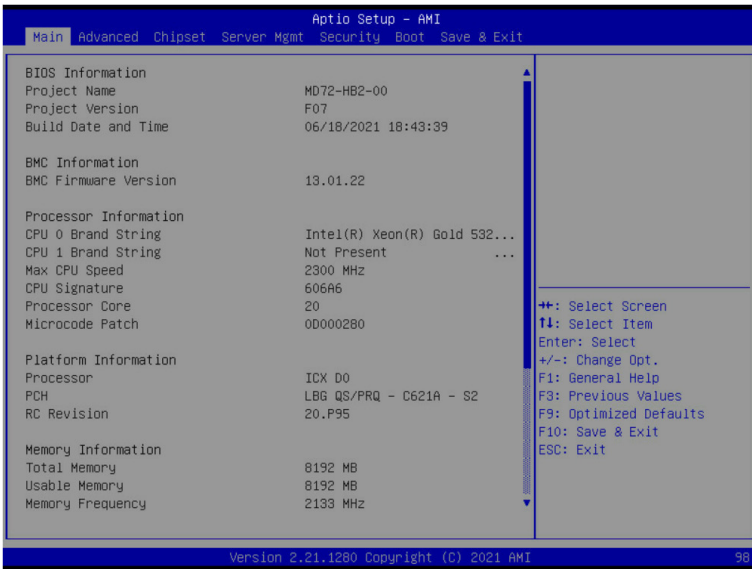 Aptio Setup - AMI
Main Advanced Chipset Server Mgmt Security Boot Save & Exit
BIOS Information
Project Name MD72-HB2-00
Project Version F07
Build Date and Time 06/18/2021 18:43:39
BMC Information
BMC Firmware Version 13.01.22
Processor Information
CPU 0 Brand String Intel(R) Xeon(R) Gold 532...
CPU 1 Brand String Not Present ...
Max CPU Speed 2300 MHz
CPU Signature 606A6
Processor Core 20
Microcode Patch 0D000280
Platform Information
Processor ICX D0
PCH LBG QS/PRQ - C621A - S2
RC Revision 20.P95
Memory Information
Total Memory 8192 MB
Usable Memory 8192 MB
Memory Frequency 2133 MHz
→←: Select Screen
↑↓: Select Item
Enter: Select
+/-: Change Opt.
F1: General Help
F3: Previous Values
F9: Optimized Defaults
F10: Save & Exit
ESC: Exit
Version 2.21.1280 Copyright (C) 2021 AMI
98